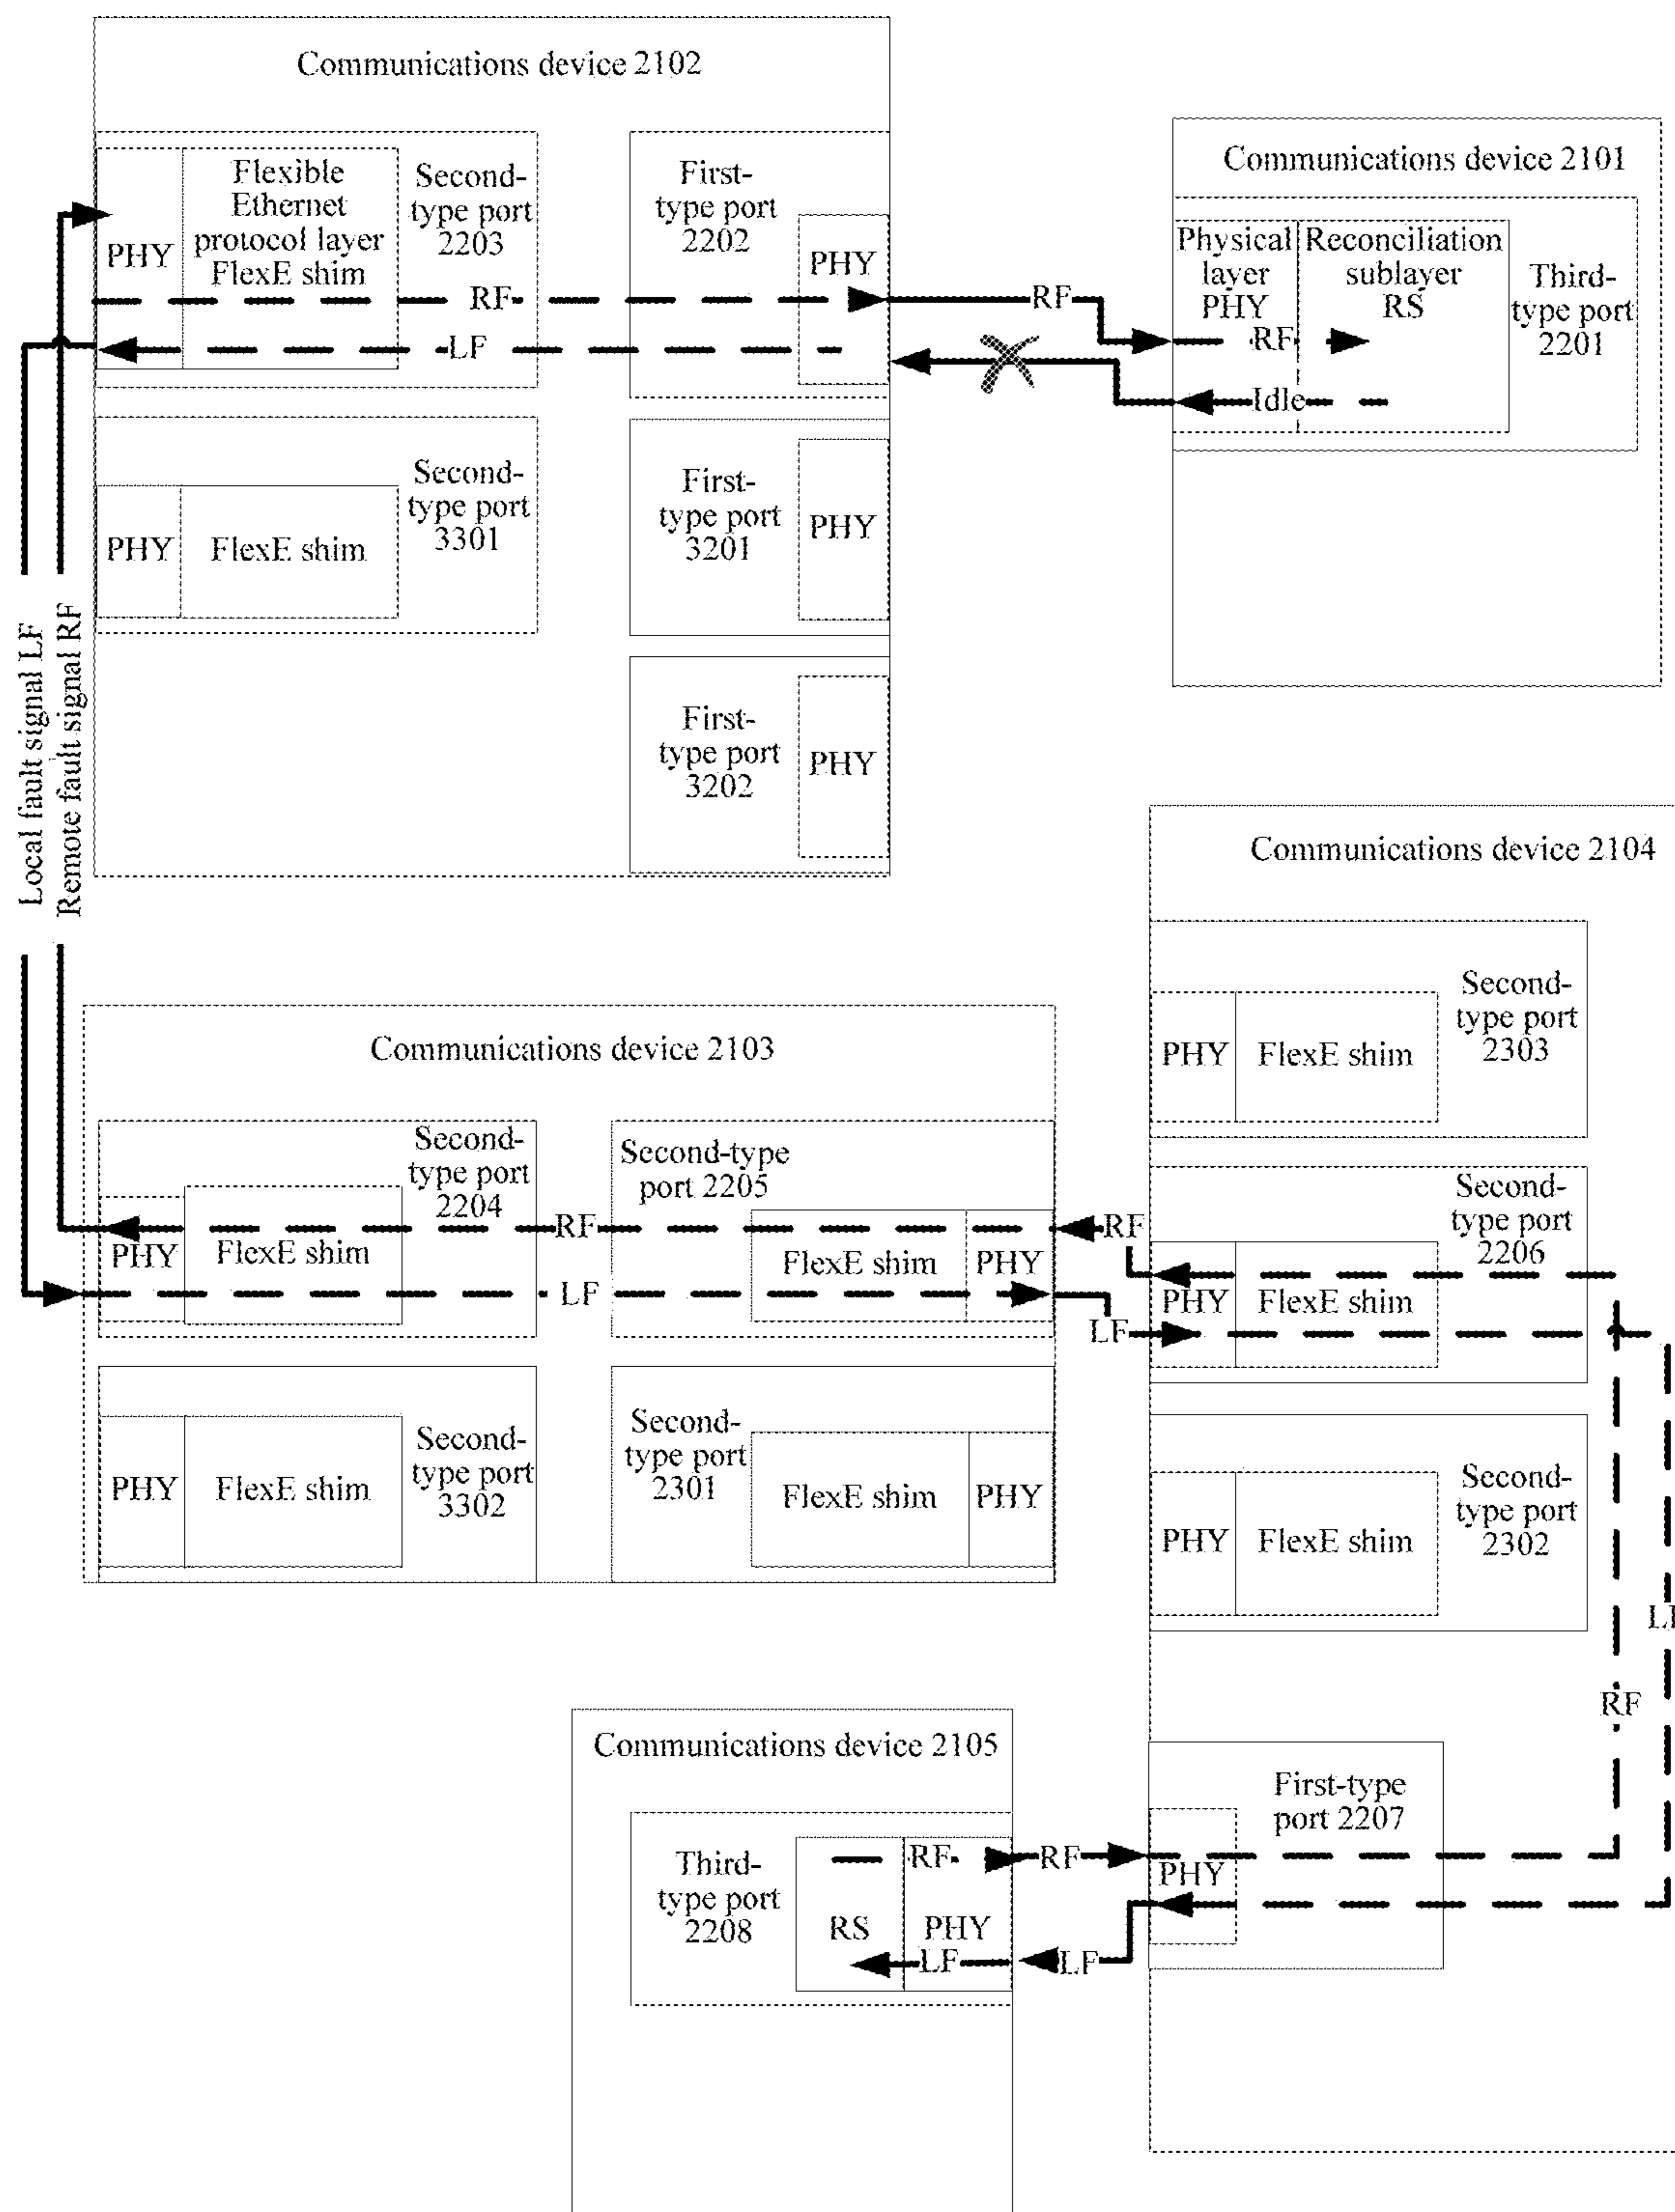 Communications device 2102
PHY
Flexible
Ethernet
protocol layer
FlexE shim
Second-
type port
2203
First-
type port
2202
PHY
RF
LF
PHY
FlexE shim
Second-
type port
3301
First-
type port
3201
PHY
First-
type port
3202
PHY
RF
Communications device 2101
Physical
layer
PHY
Reconciliation
sublayer
RS
Third-
type port
2201
RF
Idle
Local fault signal LF
Remote fault signal RF
Communications device 2103
PHY
FlexE shim
Second-
type port
2204
RF
LF
Second-type
port 2205
FlexE shim
PHY
PHY
FlexE shim
Second-
type port
3302
Second-
type port
2301
FlexE shim
PHY
RF
LF
Communications device 2104
PHY
FlexE shim
Second-
type port
2303
PHY
FlexE shim
Second-
type port
2206
PHY
FlexE shim
Second-
type port
2302
RF
First-type
port 2207
PHY
Communications device 2105
Third-
type port
2208
RS
PHY
RF
LF
RF
LF